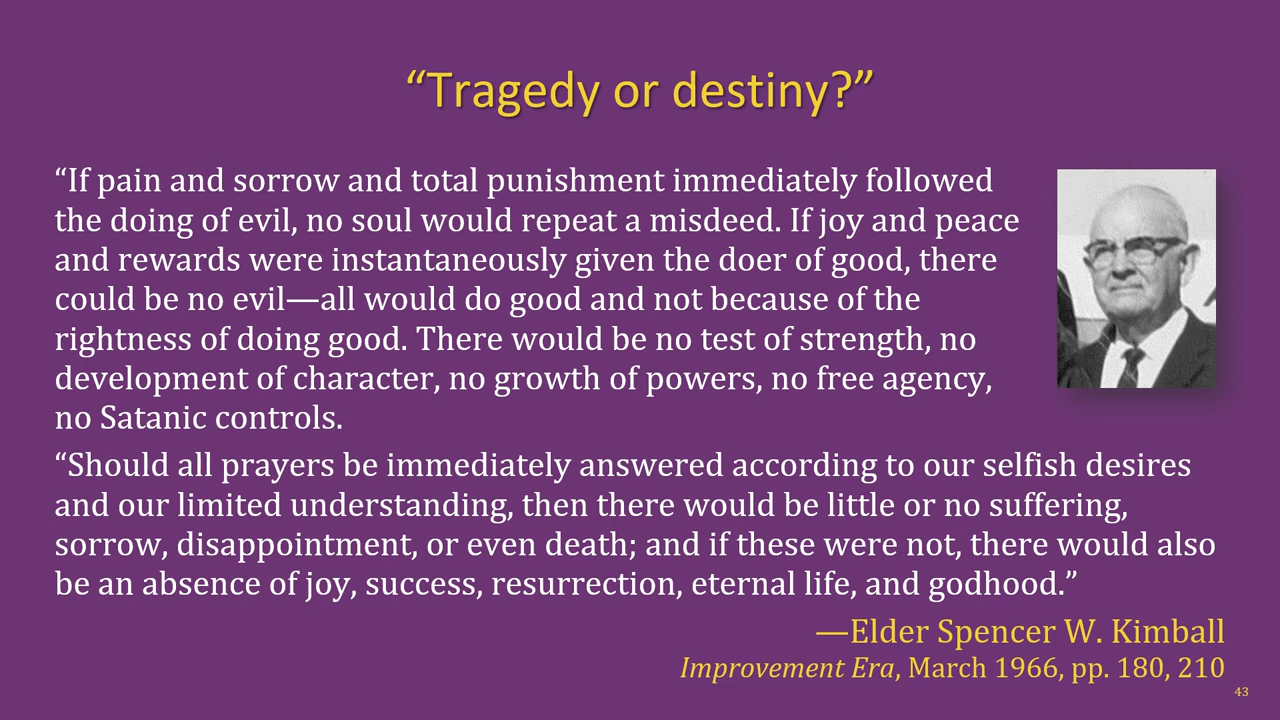 “Tragedy or destiny?”
“If pain and sorrow and total punishment immediately followed
the doing of evil, no soul would repeat a misdeed. If joy and peace
and rewards were instantaneously given the doer of good, there
could be no evil—all would do good and not because of the
rightness of doing good. There would be no test of strength, no
development of character, no growth of powers, no free agency,
no Satanic controls.
“Should all prayers be immediately answered according to our selfish desires
and our limited understanding, then there would be little or no suffering,
sorrow, disappointment, or even death; and if these were not, there would also
be an absence of joy, success, resurrection, eternal life, and godhood.”
—Elder Spencer W. Kimball
Improvement Era, March 1966, pp. 180, 210
43